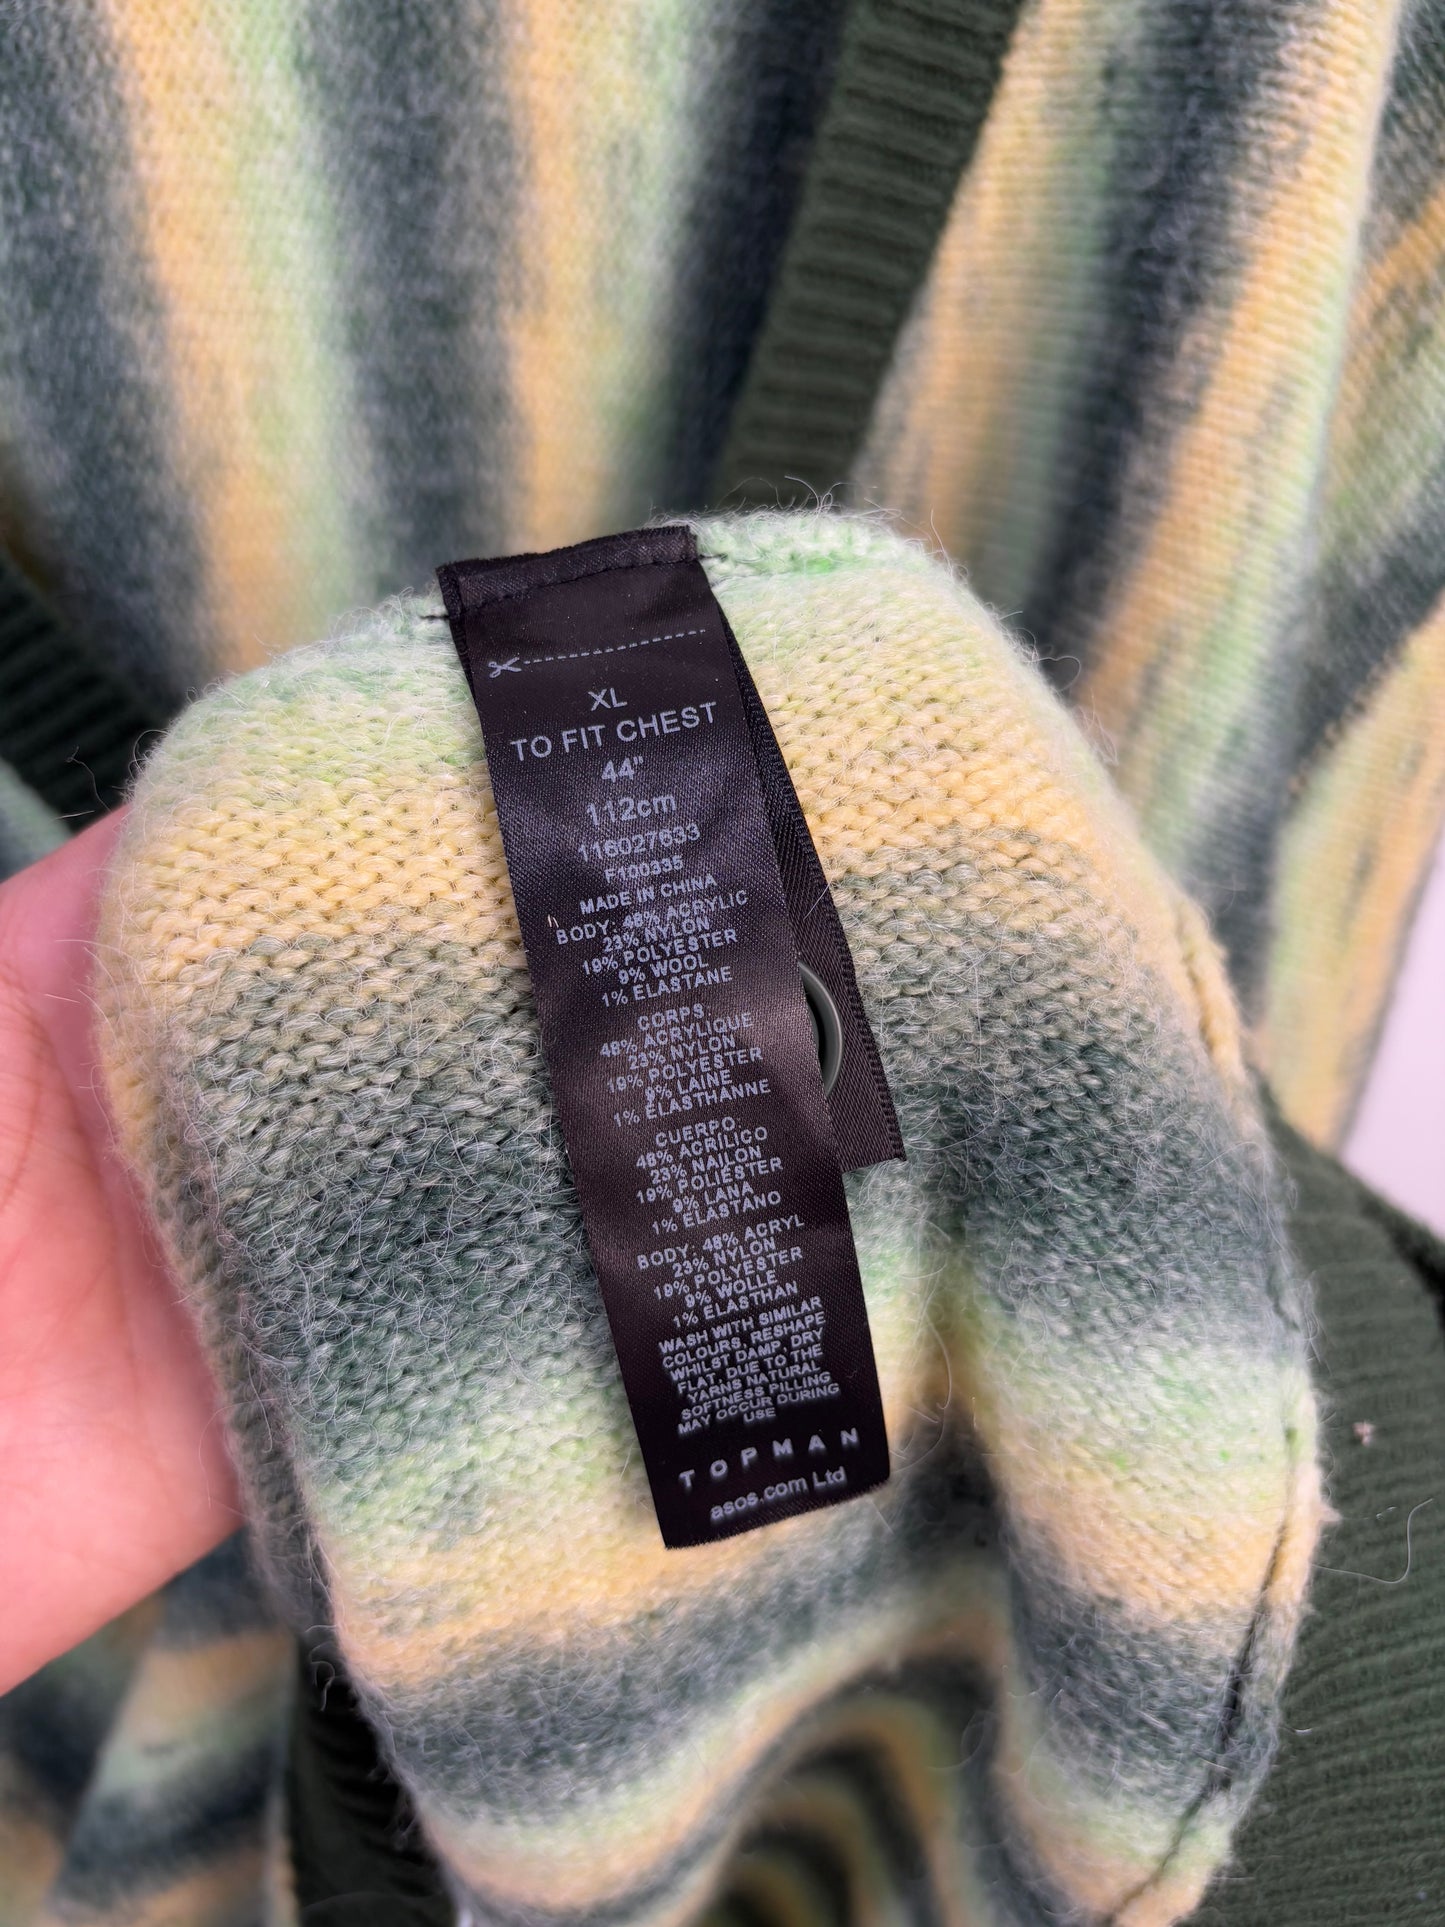 XL
TO FIT CHEST
44"
112cm
116027633
F100335
MADE IN CHINA
BODY: 48% ACRYLIC
23% NYLON
19% POLYESTER
9% WOOL
1% ELASTANE
CORPS.
48% ACRYLIQUE
23% NYLON
19% POLYESTER
9% LAINE
1% ÉLASTHANNE
CUERPO.
48% ACRÍLICO
23% NAILON
19% POLIÉSTER
9% LANA
1% ELASTANO
BODY: 48% ACRYL
23% NYLON
19% POLYESTER
9% WOLLE
1% ELASTHAN
WASH WITH SIMILAR
COLOURS, RESHAPE
WHILST DAMP, DRY
FLAT, DUE TO THE
YARNS NATURAL
SOFTNESS PILLING
MAY OCCUR DURING
USE
TOPMAN
asos.com Ltd